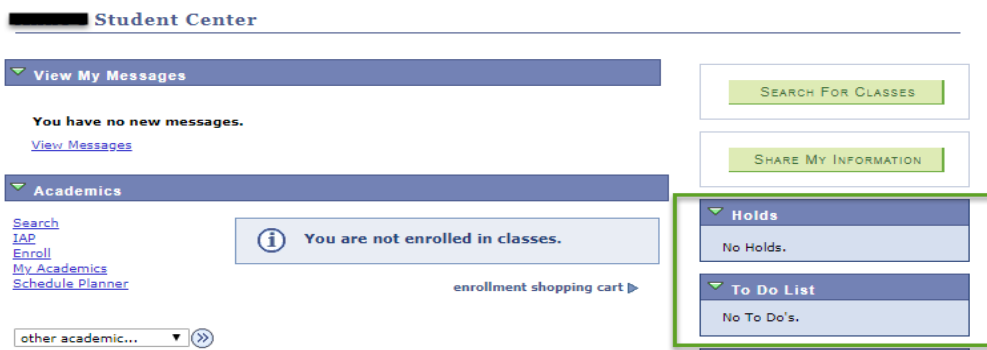 Student Center
View My Messages
You have no new messages.
View Messages
Academics
Search
IAP
Enroll
My Academics
Schedule Planner
You are not enrolled in classes.
enrollment shopping cart
other academic...
SEARCH FOR CLASSES
SHARE MY INFORMATION
Holds
No Holds.
To Do List
No To Do's.